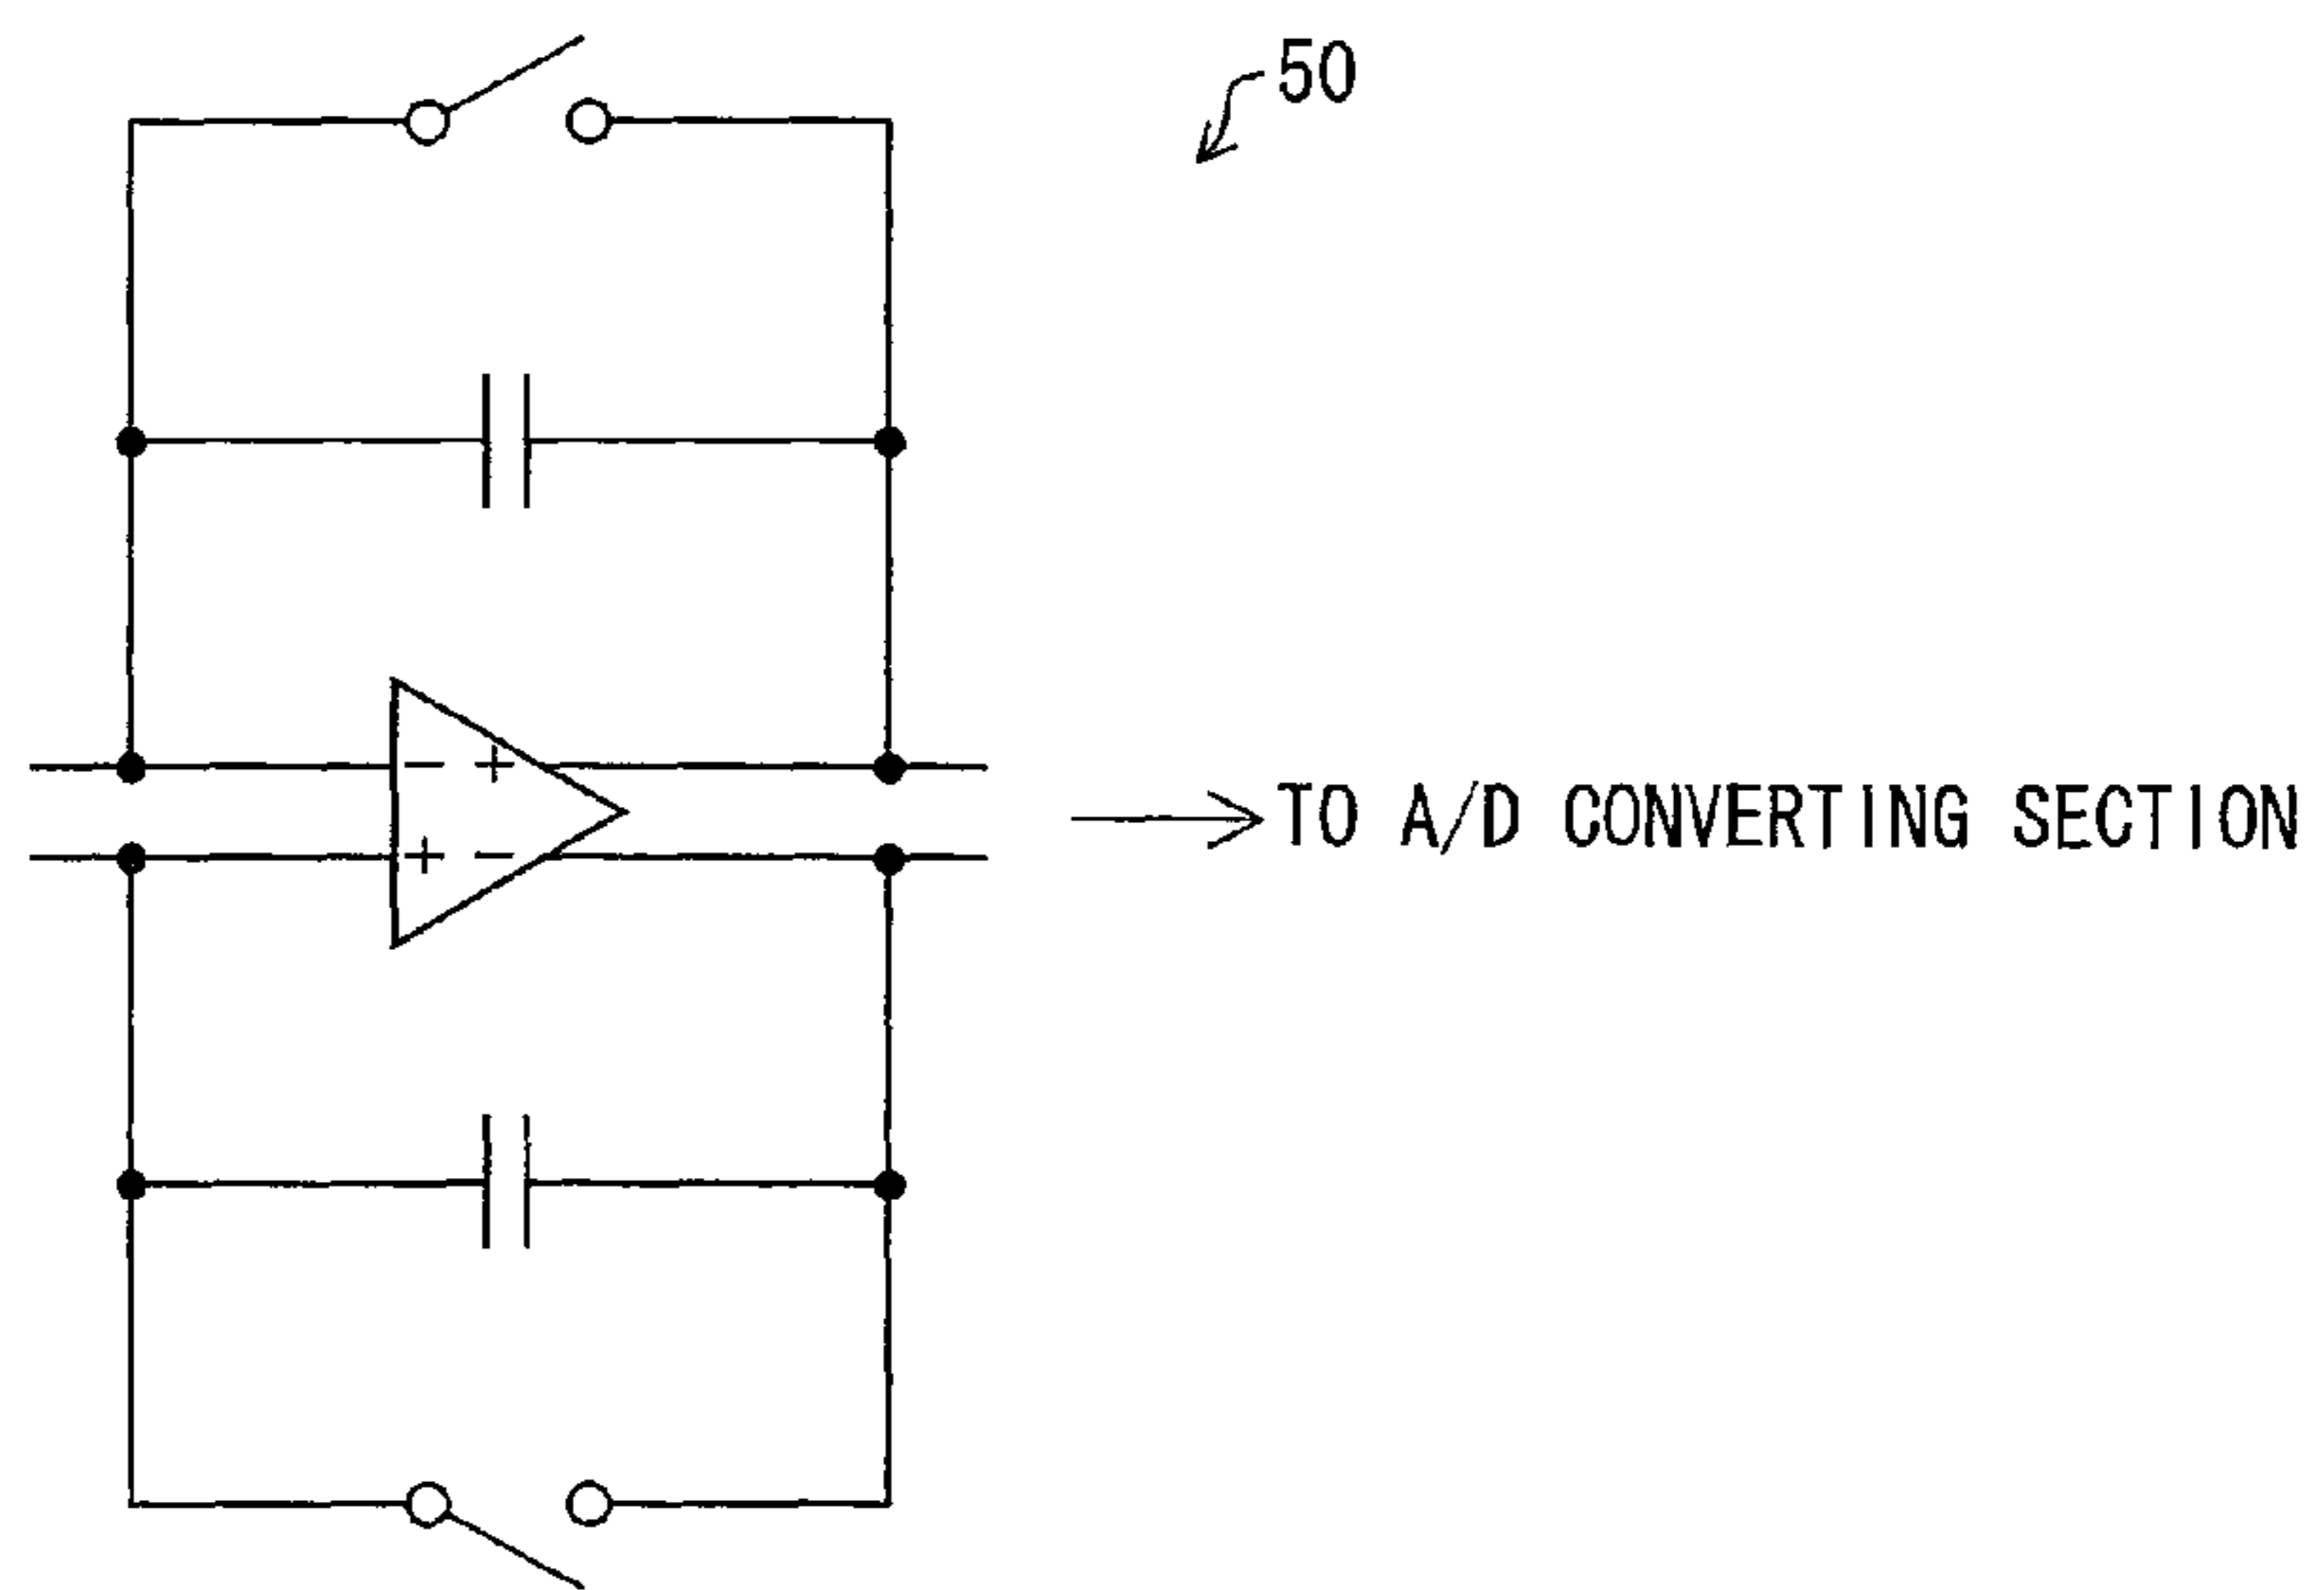 50
− +
+ −
TO A/D CONVERTING SECTION